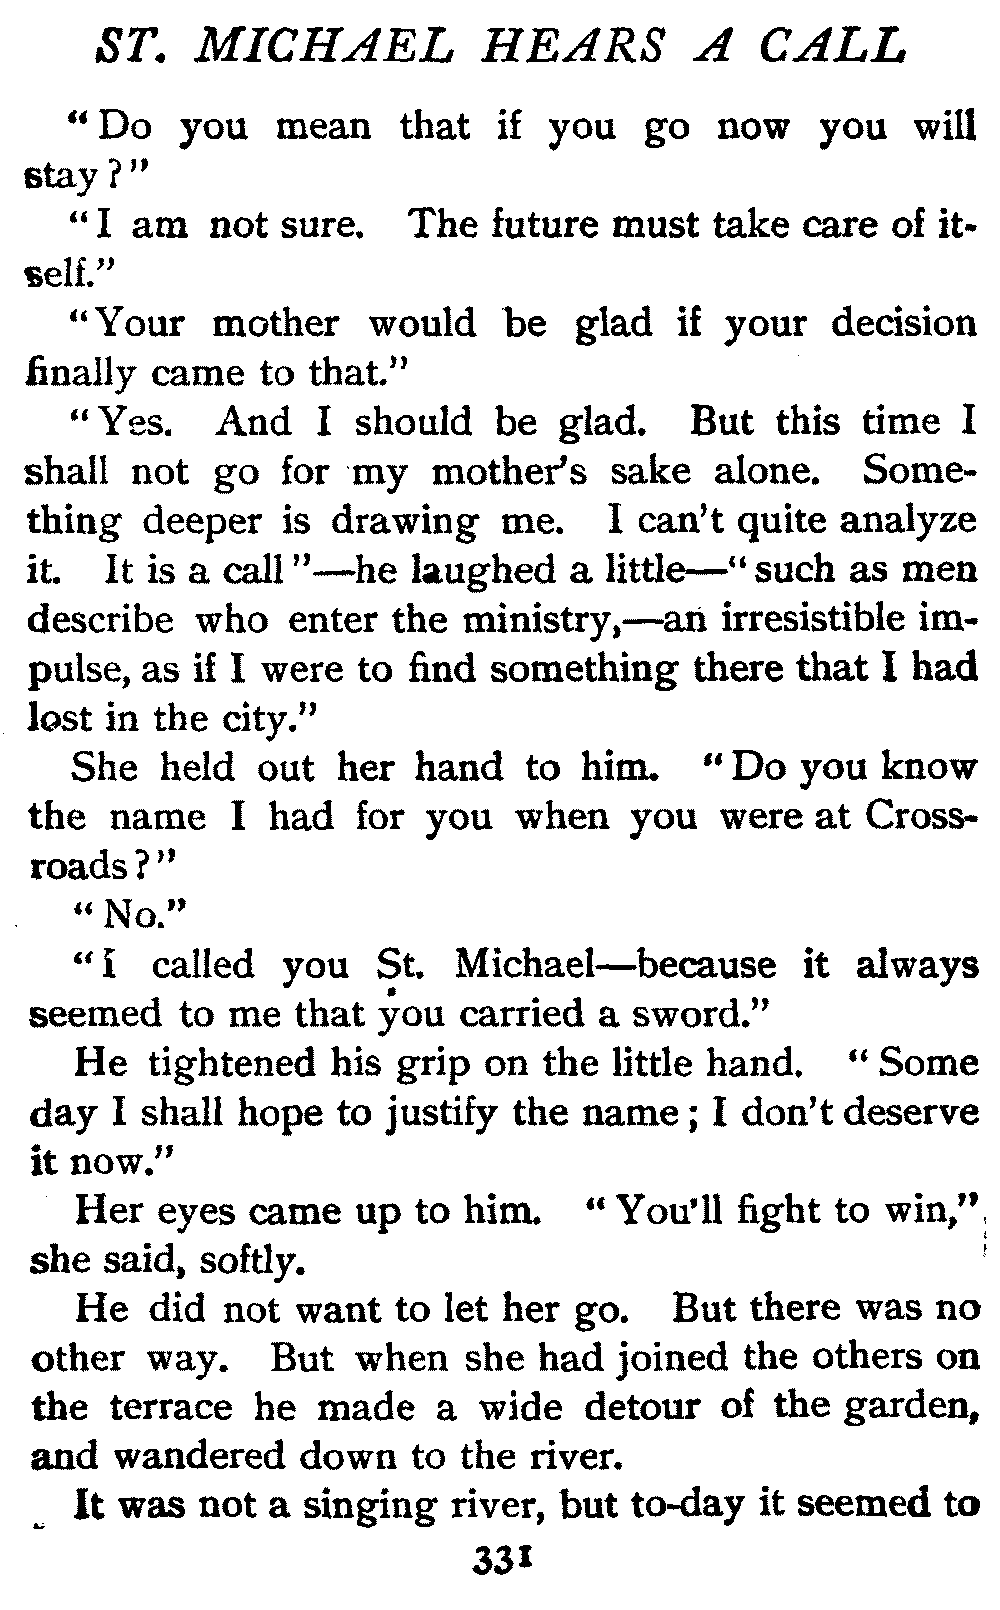 ST. MICHAEL HEARS A CALL
"Do you mean that if you go now you will
stay?"
"I am not sure. The future must take care of it-
self."
"Your mother would be glad if your decision
finally came to that."
"Yes. And I should be glad. But this time I
shall not go for my mother's sake alone. Some-
thing deeper is drawing me. I can't quite analyze
it. It is a call"—he laughed a little—"such as men
describe who enter the ministry,—an irresistible im-
pulse, as if I were to find something there that I had
lost in the city."
She held out her hand to him. "Do you know
the name I had for you when you were at Cross-
roads?"
"No."
"I called you St. Michael—because it always
seemed to me that you carried a sword."
He tightened his grip on the little hand. "Some
day I shall hope to justify the name; I don't deserve
it now."
Her eyes came up to him. "You'll fight to win,"
she said, softly.
He did not want to let her go. But there was no
other way. But when she had joined the others on
the terrace he made a wide detour of the garden,
and wandered down to the river.
It was not a singing river, but to-day it seemed to
331